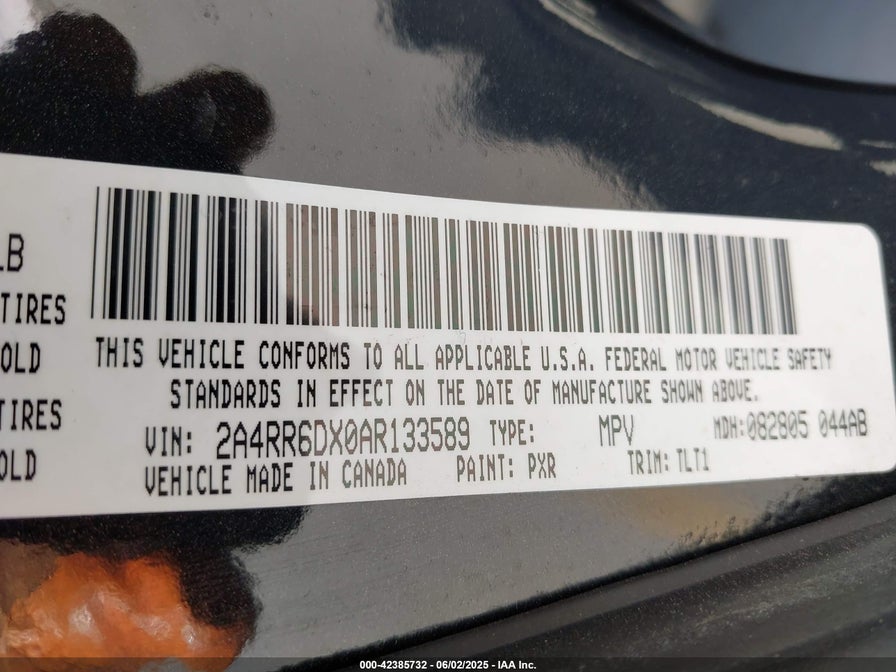 LB
TIRES
OLD
TIRES
OLD
THIS VEHICLE CONFORMS TO ALL APPLICABLE U.S.A. FEDERAL MOTOR VEHICLE SAFETY
STANDARDS IN EFFECT ON THE DATE OF MANUFACTURE SHOWN ABOVE.
VIN: 2A4RR6DX0AR133589 TYPE: MPV MDH:082805 044AB
VEHICLE MADE IN CANADA PAINT: PXR TRIM: TLT1
000-42385732 - 06/02/2025 - IAA Inc.